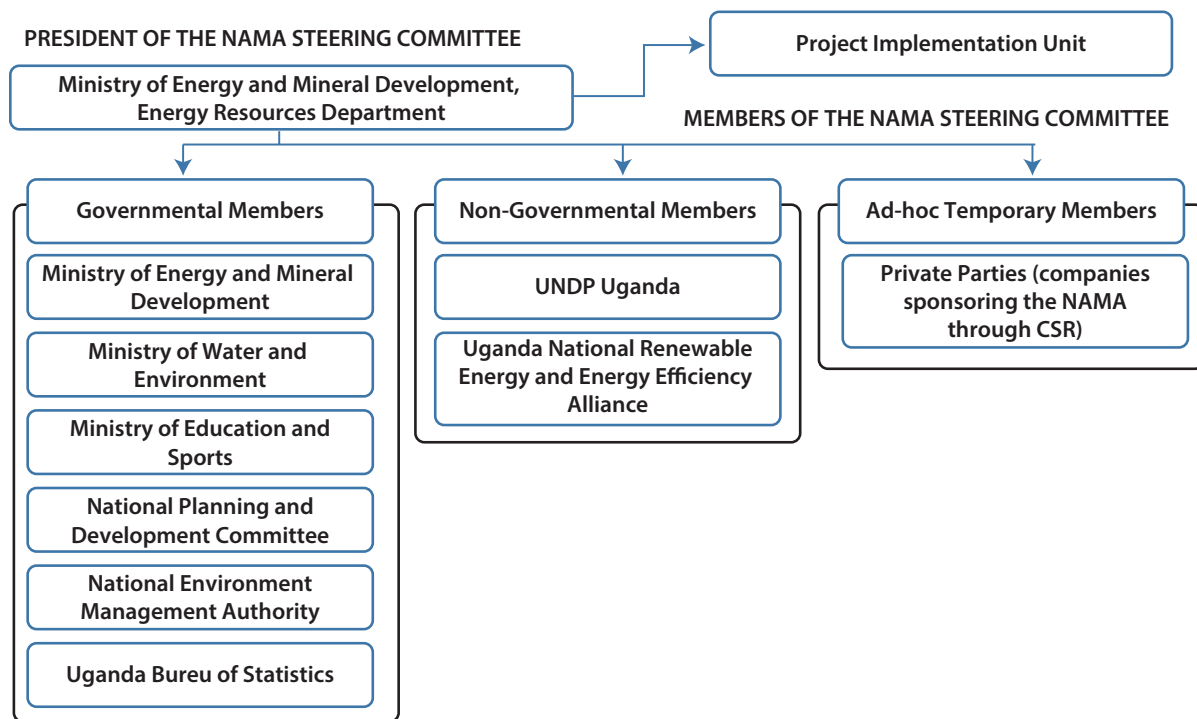 PRESIDENT OF THE NAMA STEERING COMMITTEE
Ministry of Energy and Mineral Development,
Energy Resources Department
Project Implementation Unit
MEMBERS OF THE NAMA STEERING COMMITTEE
Governmental Members
Ministry of Energy and Mineral
Development
Ministry of Water and
Environment
Ministry of Education and
Sports
National Planning and
Development Committee
National Environment
Management Authority
Uganda Bureu of Statistics
Non-Governmental Members
UNDP Uganda
Uganda National Renewable
Energy and Energy Efficiency
Alliance
Ad-hoc Temporary Members
Private Parties (companies
sponsoring the NAMA
through CSR)